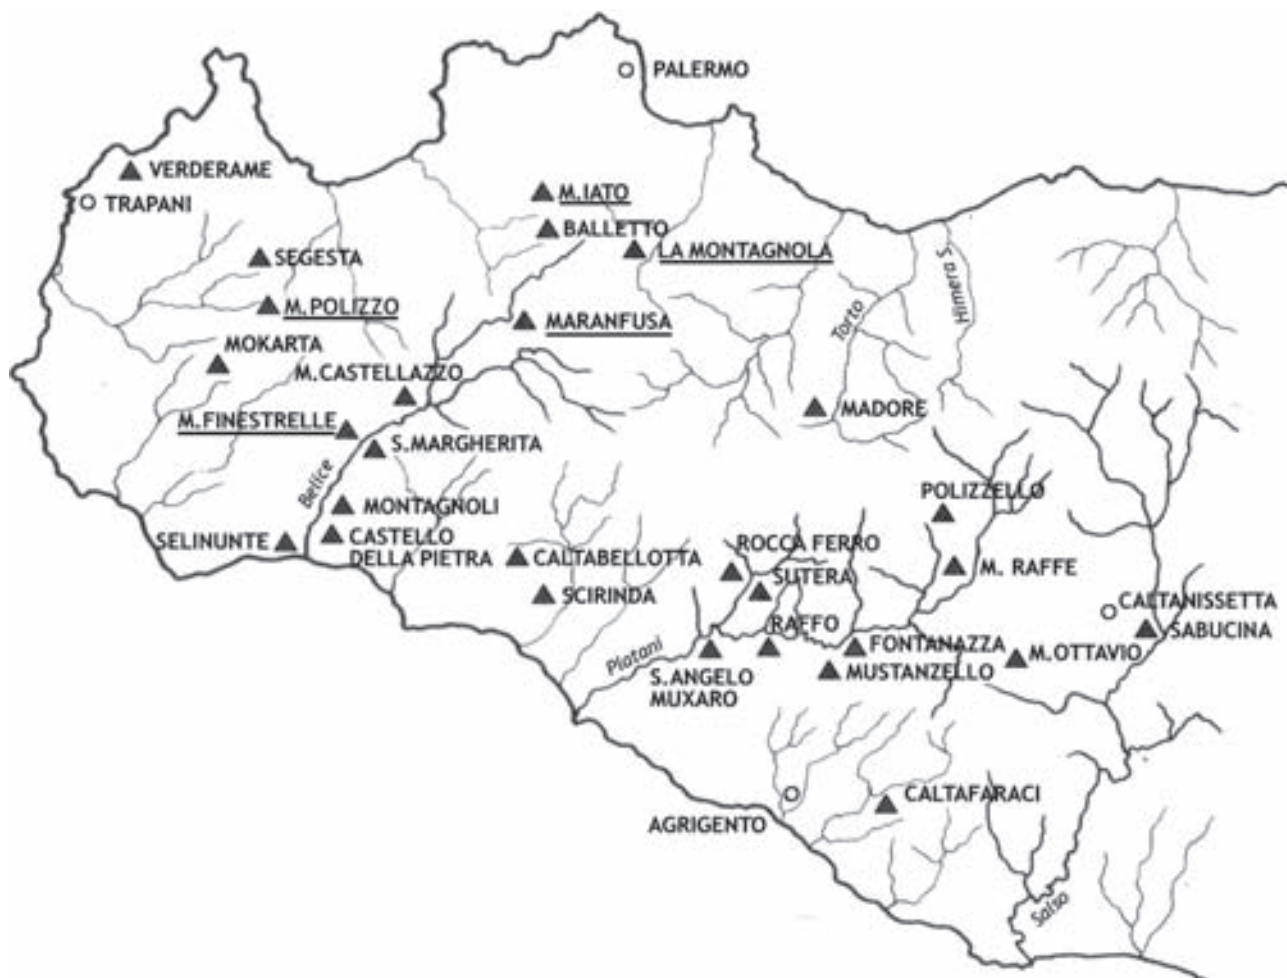 PALERMO
VERDERAME
TRAPANI
M.IATO
BALLETTO
LA MONTAGNOLA
SEGESTA
M.POLIZZO
Himera S.
Torto
MARANFUSA
MOKARTA
M.CASTELLAZZO
MADORE
M.FINESTRELLE
S.MARGHERITA
Belice
POLIZZELLO
MONTAGNOLI
SELINUNTE
CASTELLO
DELLA PIETRA
CALTABELLOTTA
ROCCA FERRO
SUTERA
M. RAFFE
SCIRINDA
CALTANISSETTA
SABUCINA
RAFFO
Platani
FONTANAZZA
M.OTTAVIO
S.ANGELO
MUXARO
MUSTANZELLO
CALTAFARACI
AGRIGENTO
Salso